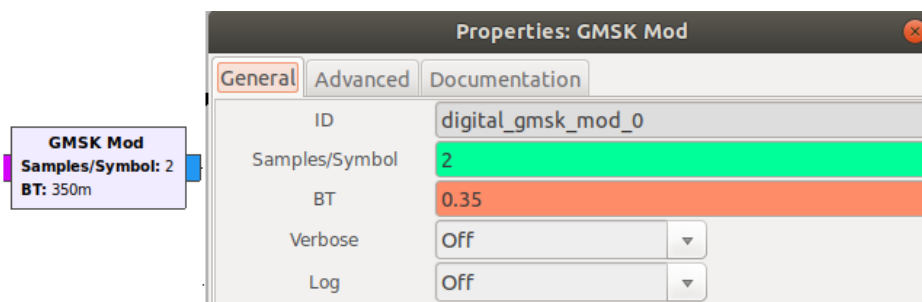 GMSK Mod
Samples/Symbol: 2
BT: 350m
Properties: GMSK Mod
General Advanced Documentation
ID digital_gmsk_mod_0
Samples/Symbol 2
BT 0.35
Verbose Off
Log Off